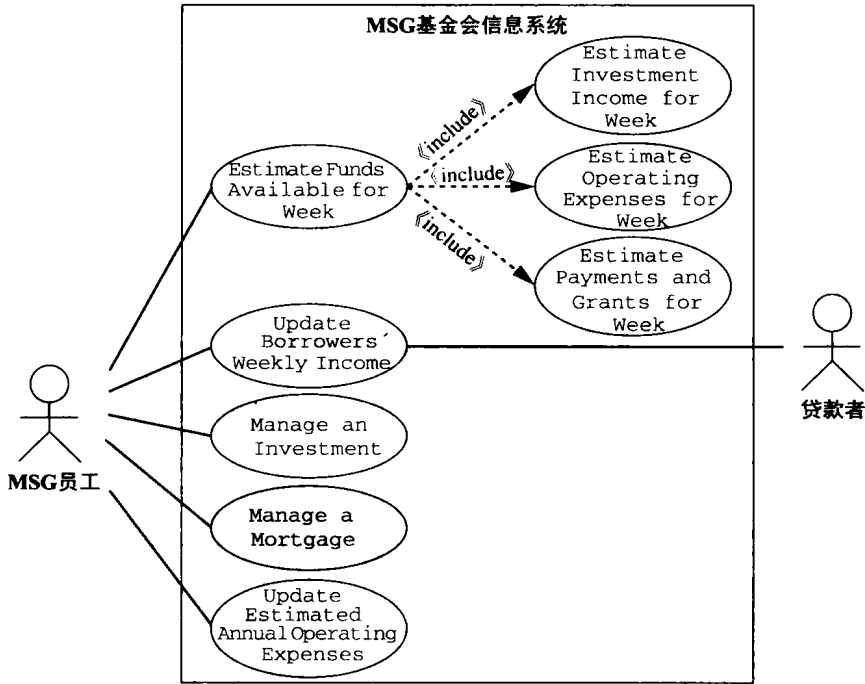 MSG基金会信息系统
Estimate
Investment
Income for
Week
《include》
Estimate Funds
Available for
Week
《include》
Estimate
Operating
Expenses for
Week
《include》
Estimate
Payments and
Grants for
Week
Update
Borrowers'
Weekly Income
贷款者
Manage an
Investment
MSG员工
Manage a
Mortgage
Update
Estimated
Annual Operating
Expenses